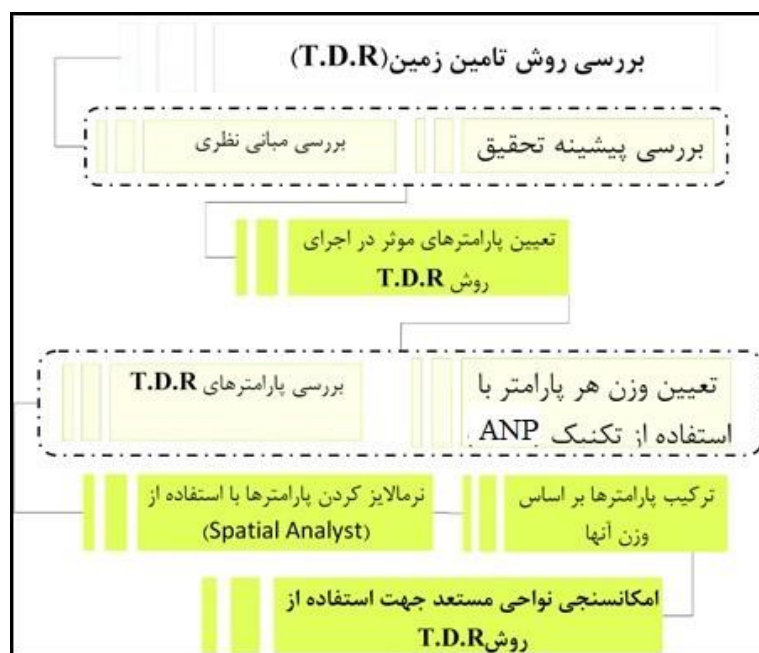 بررسی روش تامین زمین(T.D.R)
بررسی پیشینه تحقیق
بررسی مبانی نظری
تعیین پارامترهای موثر در اجرای
روش T.D.R
تعیین وزن هر پارامتر با
استفاده از تکنیک ANP
بررسی پارامترهای T.D.R
نرمالایز کردن پارامترها با استفاده از
(Spatial Analyst)
ترکیب پارامترها بر اساس
وزن آنها
امکانسنجی نواحی مستعد جهت استفاده از
روشT.D.R